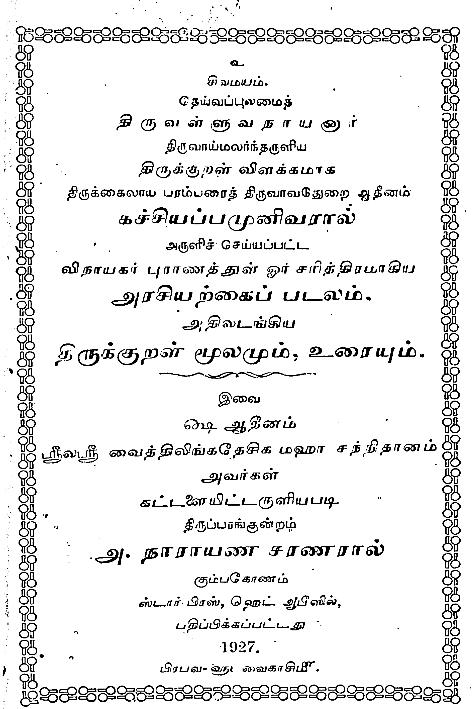 உ
சிவமயம்.
தெய்வப்புலமைத்
திருவள்ளுவநாயனார்
திருவாய்மலர்ந்தருளிய
திருக்குறள் விளக்கமாக
திருக்கைலாய பரம்பரைத் திருவாவதுறை ஆதீனம்
கச்சியப்பமுனிவரால்
அருளிச் செய்யப்பட்ட
விநாயகர் புராணத்துள் ஓர் சரித்திரமாகிய
அரசியற்கைப் படலம்.
அதிலடங்கிய
திருக்குறள் மூலமும், உரையும்.
இவை
ஷெ ஆதீனம்
ஸ்ரீலஸ்ரீ வைத்திலிங்கதேசிக மஹா சந்நிதானம்
அவர்கள்
கட்டளையிட்டருளியபடி
திருப்பரங்குன்றம்
அ. நாராயண சரணரால்
கும்பகோணம்
ஸ்டார் பிரஸ், ஹெட் ஆபீஸில்,
பதிப்பிக்கப்பட்டது
1927.
பிரபவ-௵ வைகாசி௴.